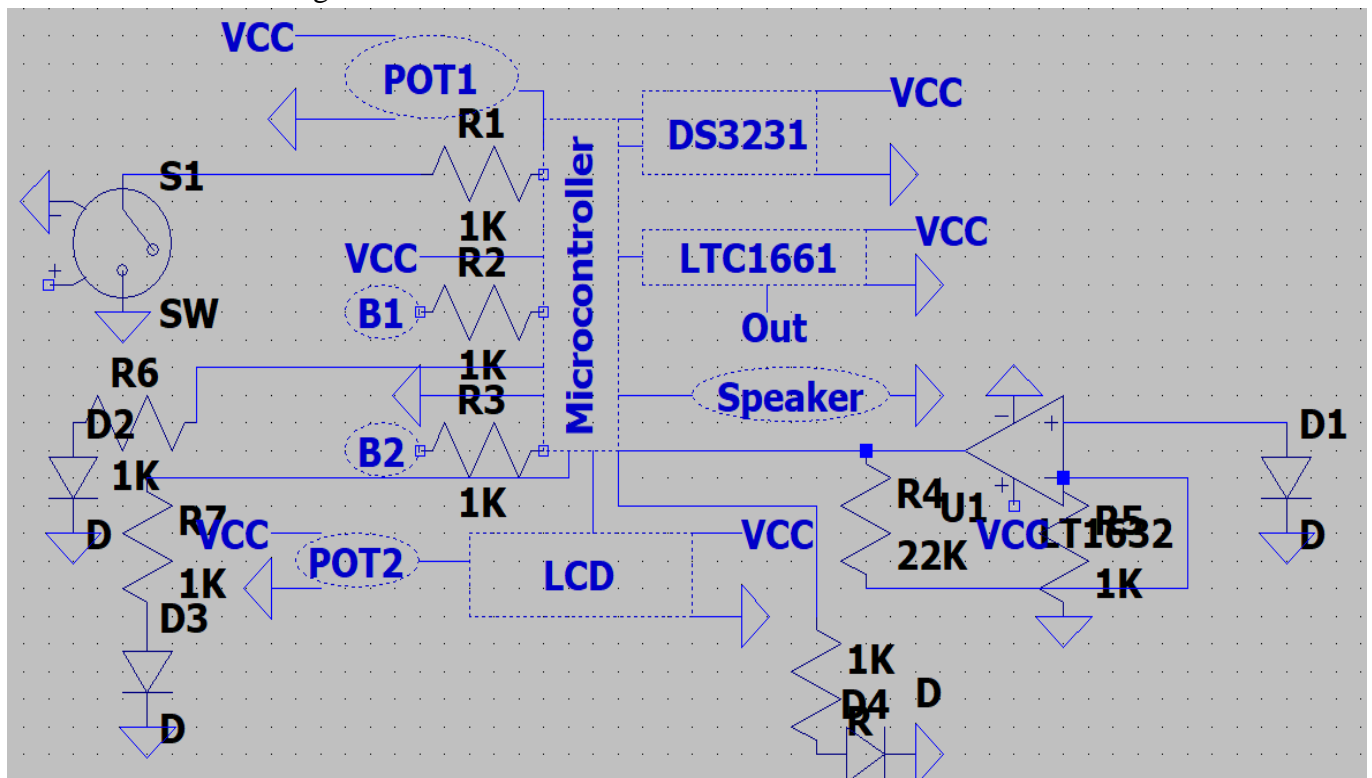 VCC
POT1
R1
VCC
DS3231
S1
1K
Microcontroller
VCC
R2
VCC
LTC1661
B1
SW
Out
R6
1K
R3
Speaker
D2
D1
B2
1K
1K
R4
U1
R7
VCC
VCC
VCC
LT1632
R5
D
D
POT2
LCD
22K
1K
1K
D3
1K
D
D4
R
D